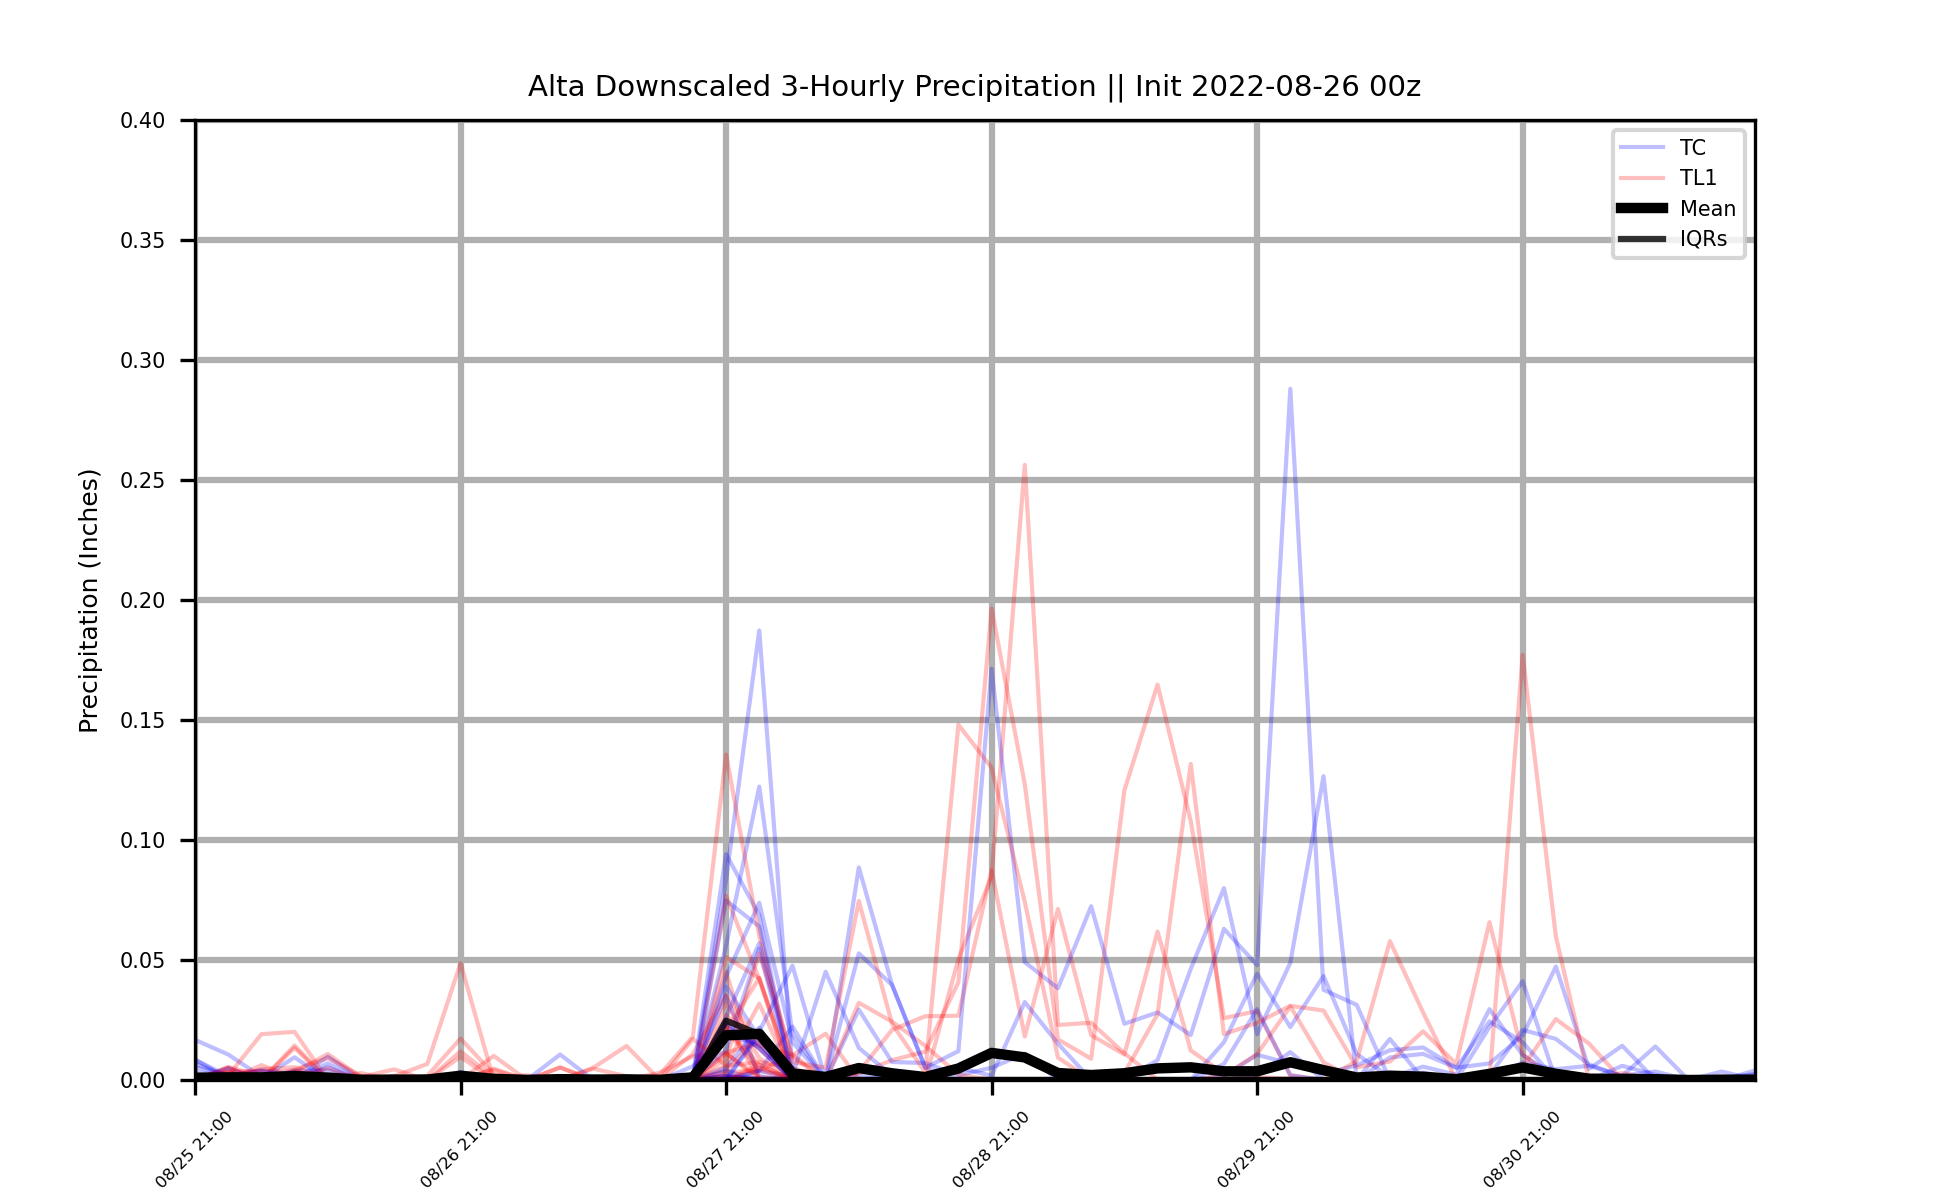 Alta Downscaled 3-Hourly Precipitation || Init 2022-08-26 00z
0.40
0.35
0.30
0.25
0.20
0.15
0.10
0.05
0.00
Precipitation (Inches)
TC
TL1
Mean
IQRs
08/25 21:00
08/26 21:00
08/27 21:00
08/28 21:00
08/29 21:00
08/30 21:00